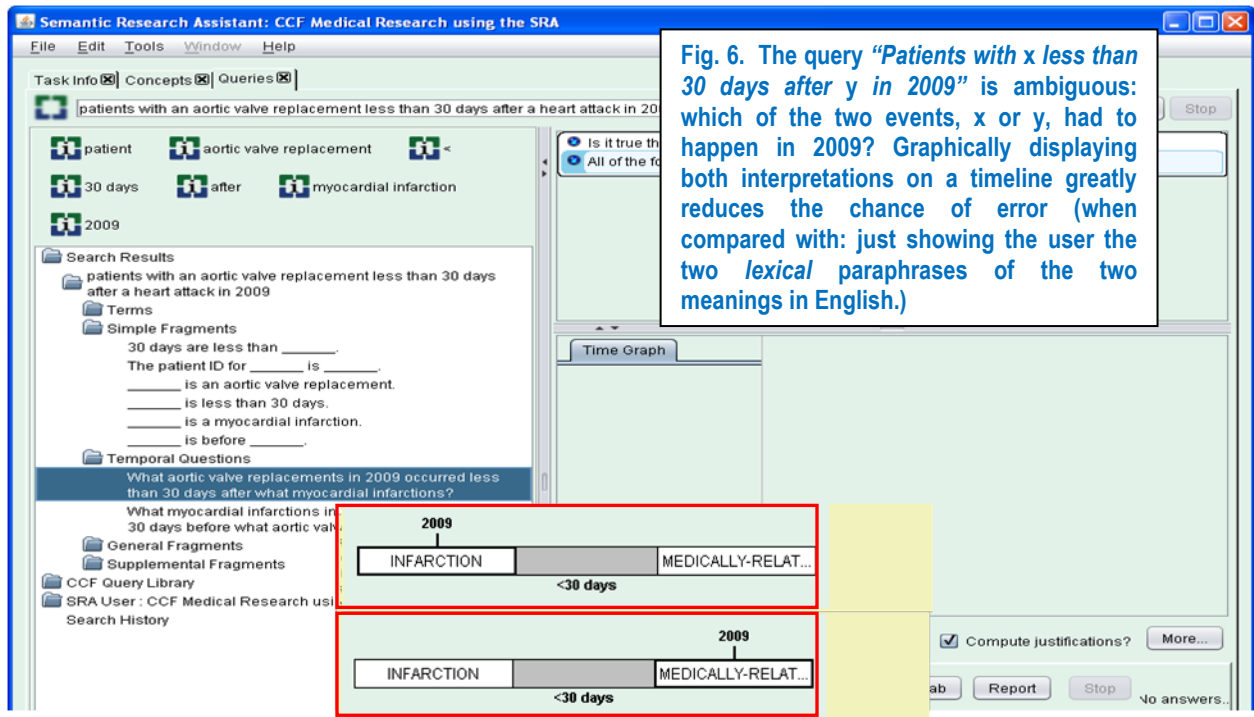 Semantic Research Assistant: CCF Medical Research using the SRA
File Edit Tools Window Help
Fig. 6. The query “Patients with x less than
30 days after y in 2009” is ambiguous:
which of the two events, x or y, had to
happen in 2009? Graphically displaying
both interpretations on a timeline greatly
reduces the chance of error (when
compared with: just showing the user the
two lexical paraphrases of the two
meanings in English.)
Task Info Concepts Queries
patients with an aortic valve replacement less than 30 days after a heart attack in 20
Stop
patient aortic valve replacement <
30 days after myocardial infarction
2009
Is it true th
All of the fo
Search Results
patients with an aortic valve replacement less than 30 days
after a heart attack in 2009
Terms
Simple Fragments
30 days are less than ______.
The patient ID for ______ is ______.
______ is an aortic valve replacement.
______ is less than 30 days.
______ is a myocardial infarction.
______ is before ______.
Temporal Questions
What aortic valve replacements in 2009 occurred less
than 30 days after what myocardial infarctions?
What myocardial infarctions in
30 days before what aortic valv
General Fragments
Supplemental Fragments
CCF Query Library
SRA User : CCF Medical Research usi
Search History
Time Graph
2009
INFARCTION MEDICALLY-RELAT...
<30 days
2009
INFARCTION MEDICALLY-RELAT...
<30 days
Compute justifications? More...
ab Report Stop
No answers..